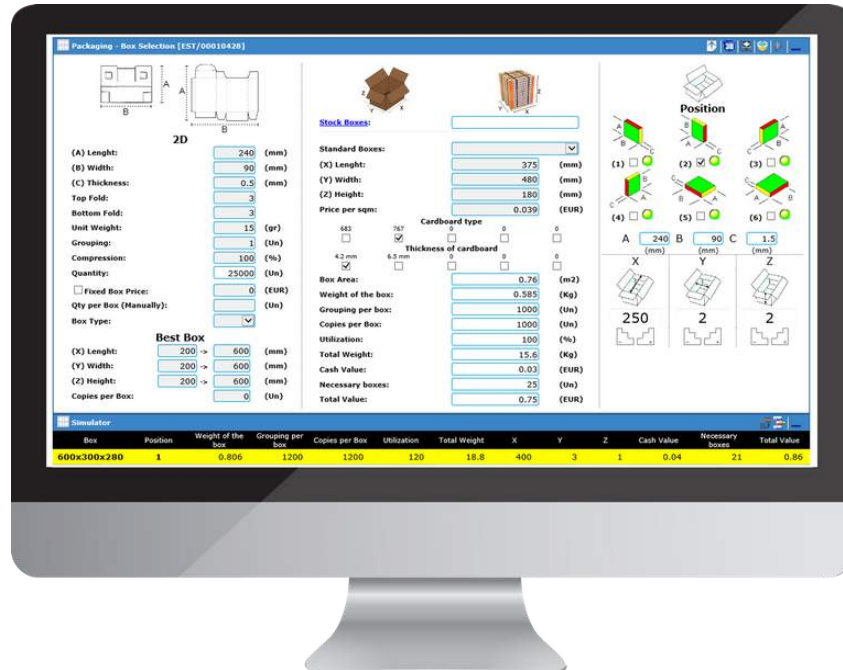 Packaging - Box Selection [EST/00010428]
3D
A
A
B
B
2D
(A) Lenght: 240 (mm)
(B) Width: 90 (mm)
(C) Thickness: 0.5 (mm)
Top Fold: 3
Bottom Fold: 3
Unit Weight: 15 (gr)
Grouping: 1 (Un)
Compression: 100 (%)
Quantity: 25000 (Un)
Fixed Box Price: 0 (EUR)
Qty per Box (Manually): (Un)
Box Type:
Best Box
(X) Lenght: 200 -> 600 (mm)
(Y) Width: 200 -> 600 (mm)
(Z) Height: 200 -> 600 (mm)
Copies per Box: 0 (Un)
Z Y X
Z Y X
Stock Boxes:
Standard Boxes:
(X) Lenght: 375 (mm)
(Y) Width: 480 (mm)
(Z) Height: 180 (mm)
Price per sqm: 0.039 (EUR)
Cardboard type
683 767 0 0 0
Thickness of cardboard
4.2 mm 6.5 mm 0 0 0
Box Area: 0.76 (m2)
Weight of the box: 0.585 (Kg)
Grouping per box: 1000 (Un)
Copies per Box: 1000 (Un)
Utilization: 100 (%)
Total Weight: 15.6 (Kg)
Cash Value: 0.03 (EUR)
Necessary boxes: 25 (Un)
Total Value: 0.75 (EUR)
Position
A B C
A B C
A B C
(1) (2) (3)
A B C
A B C
A B C
(4) (5) (6)
A 240 B 90 C 1.5
(mm) (mm) (mm)
X Y Z
250 2 2
Simulator
Box Position Weight of the box Grouping per box Copies per Box Utilization Total Weight X Y Z Cash Value Necessary boxes Total Value
600x300x280 1 0.806 1200 1200 120 18.8 400 3 1 0.04 21 0.86